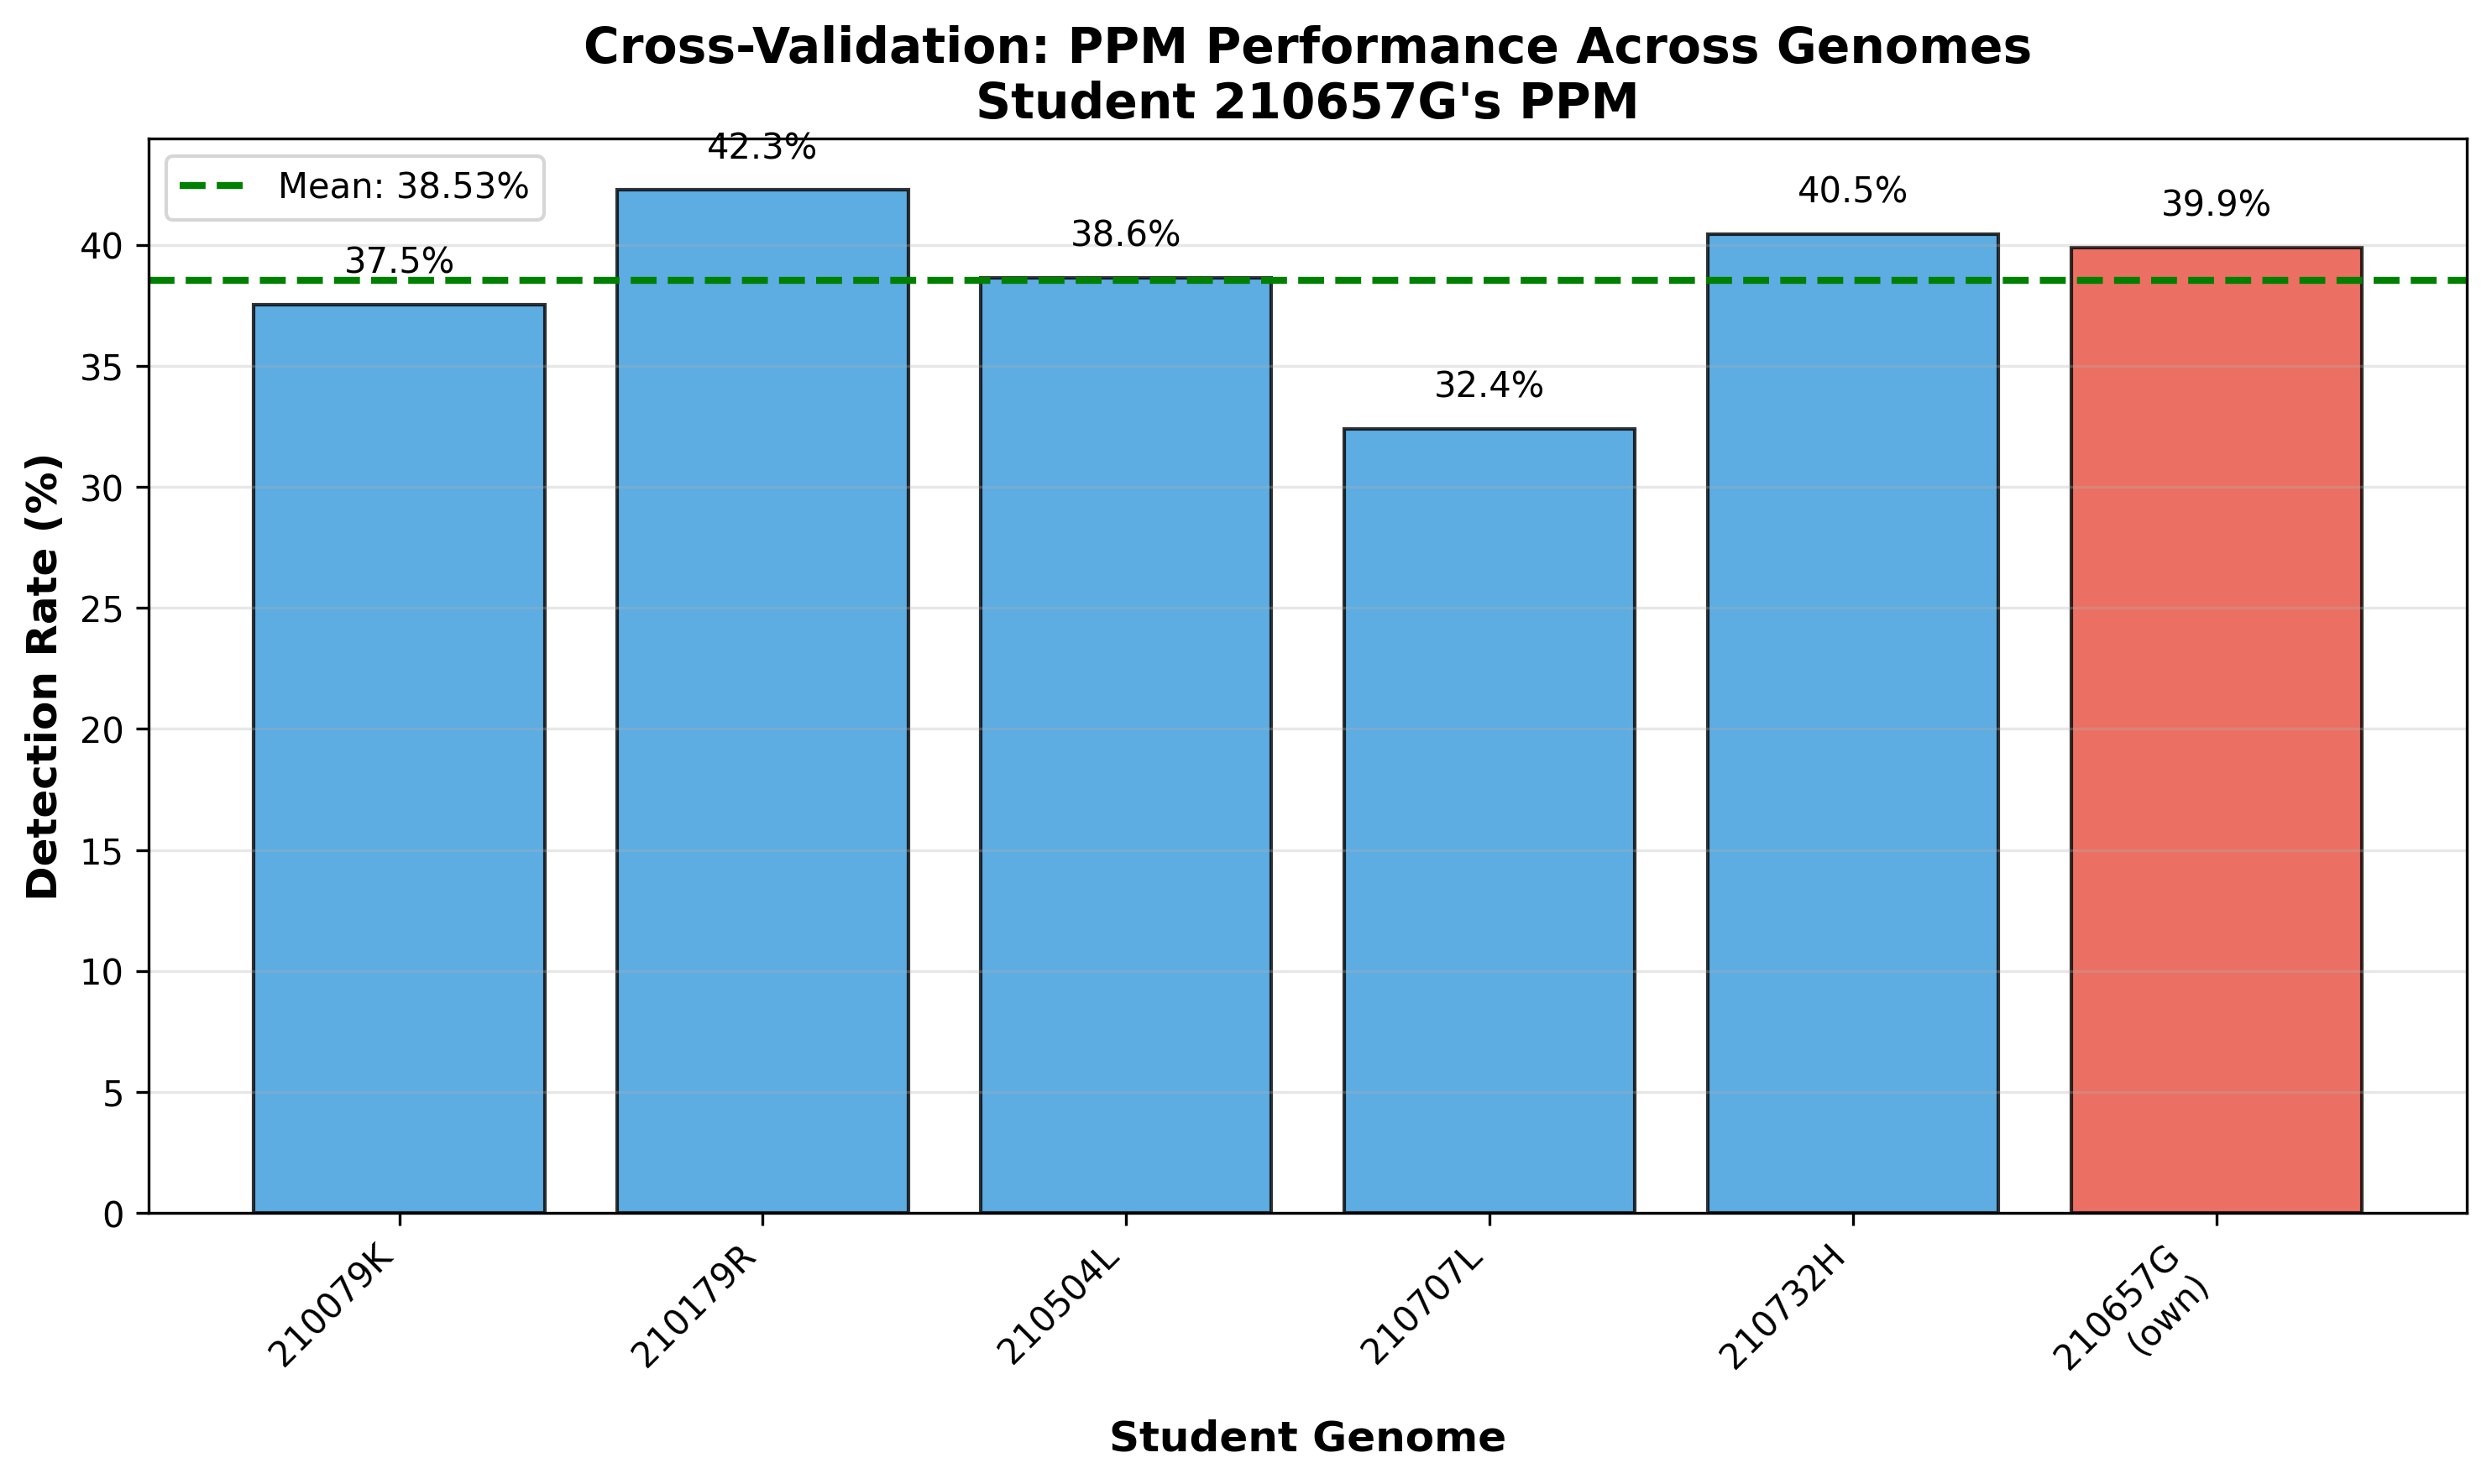 Cross-Validation: PPM Performance Across Genomes
Student 210657G's PPM
Mean: 38.53%
37.5%
42.3%
38.6%
32.4%
40.5%
39.9%
Detection Rate (%)
40
35
30
25
20
15
10
5
0
210079K
210179R
210504L
210707L
210732H
210657G
(own)
Student Genome